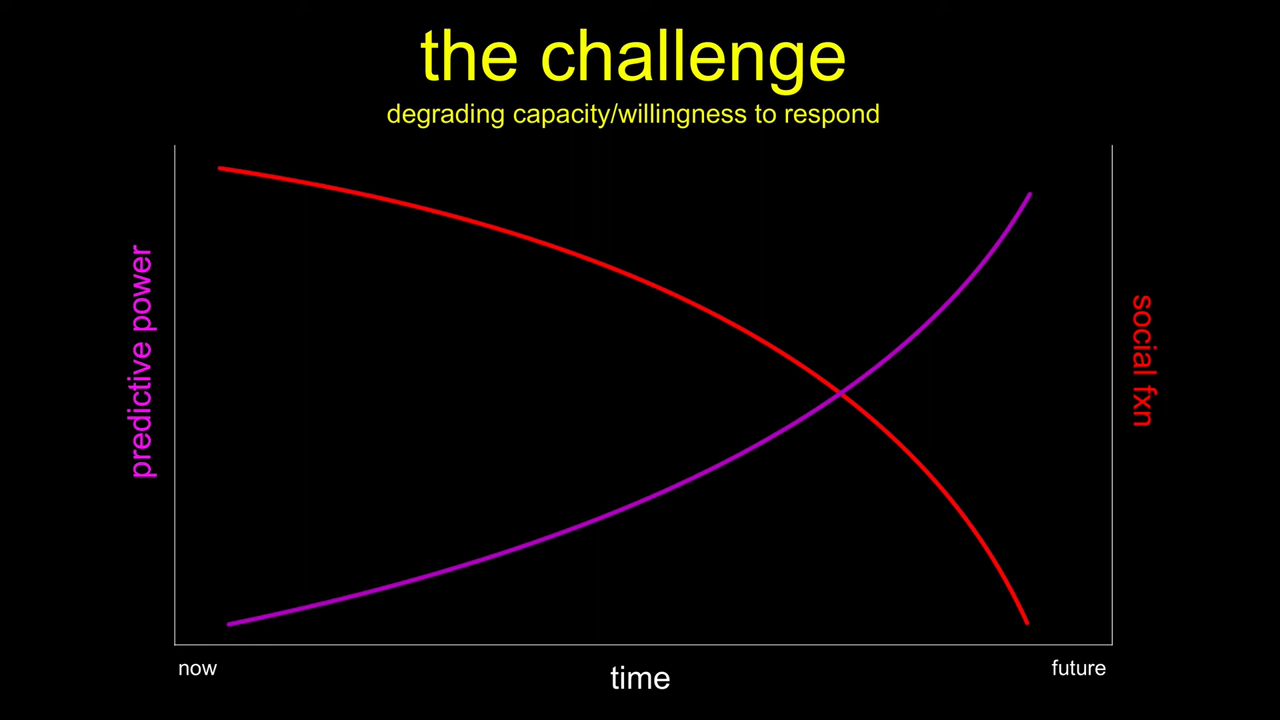 the challenge
degrading capacity/willingness to respond
predictive power
social fxn
now
time
future